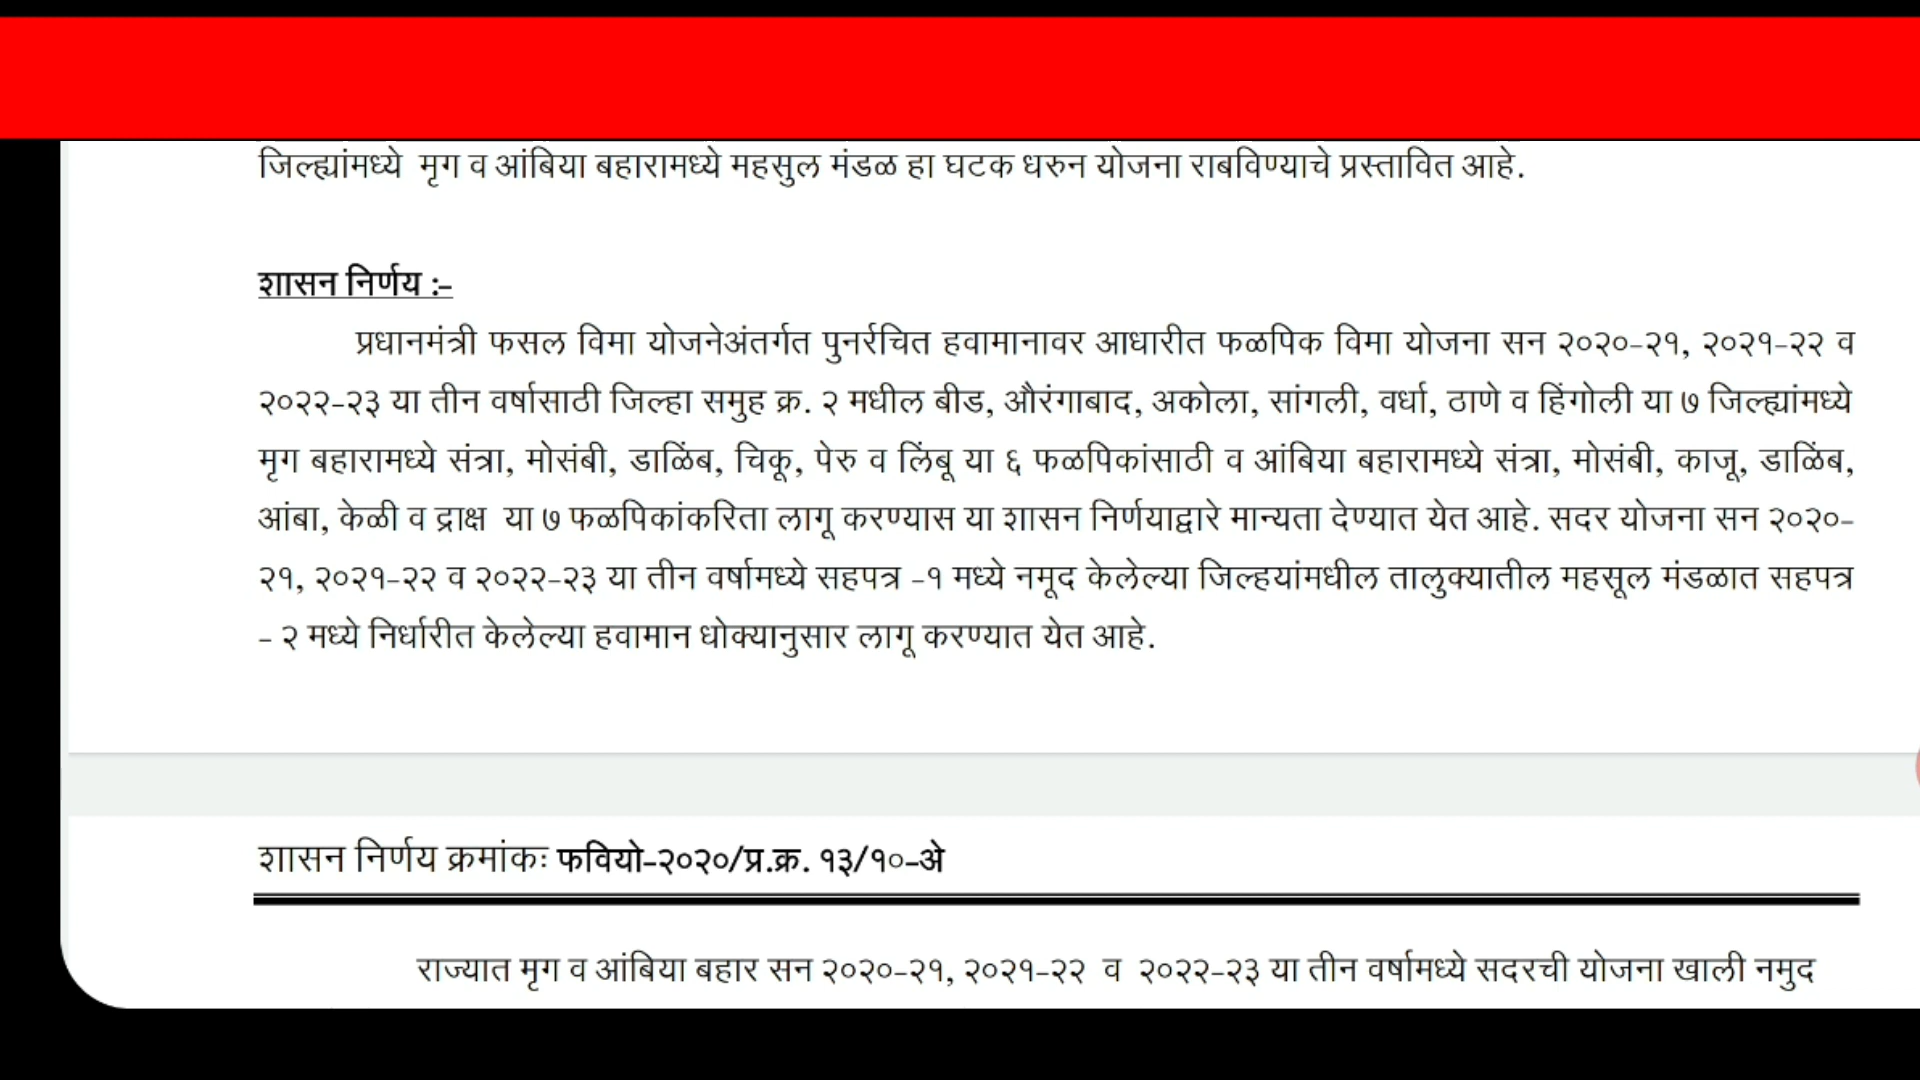 जिल्ह्यांमध्ये मृग व आंबिया बहारामध्ये महसुल मंडळ हा घटक धरुन योजना राबविण्याचे प्रस्तावित आहे.
शासन निर्णय :-
प्रधानमंत्री फसल विमा योजनेअंतर्गत पुनर्रचित हवामानावर आधारीत फळपिक विमा योजना सन २०२०-२१, २०२१-२२ व
२०२२-२३ या तीन वर्षासाठी जिल्हा समुह क्र. २ मधील बीड, औरंगाबाद, अकोला, सांगली, वर्धा, ठाणे व हिंगोली या ७ जिल्ह्यांमध्ये
मृग बहारामध्ये संत्रा, मोसंबी, डाळिंब, चिकू, पेरु व लिंबू या ६ फळपिकांसाठी व आंबिया बहारामध्ये संत्रा, मोसंबी, काजू, डाळिंब,
आंबा, केळी व द्राक्ष या ७ फळपिकांकरिता लागू करण्यास या शासन निर्णयाद्वारे मान्यता देण्यात येत आहे. सदर योजना सन २०२०-
२१, २०२१-२२ व २०२२-२३ या तीन वर्षामध्ये सहपत्र -१ मध्ये नमूद केलेल्या जिल्हयांमधील तालुक्यातील महसूल मंडळात सहपत्र
- २ मध्ये निर्धारीत केलेल्या हवामान धोक्यानुसार लागू करण्यात येत आहे.
शासन निर्णय क्रमांकः फवियो-२०२०/प्र.क्र. १३/१०-अे
राज्यात मृग व आंबिया बहार सन २०२०-२१, २०२१-२२ व २०२२-२३ या तीन वर्षामध्ये सदरची योजना खाली नमुद